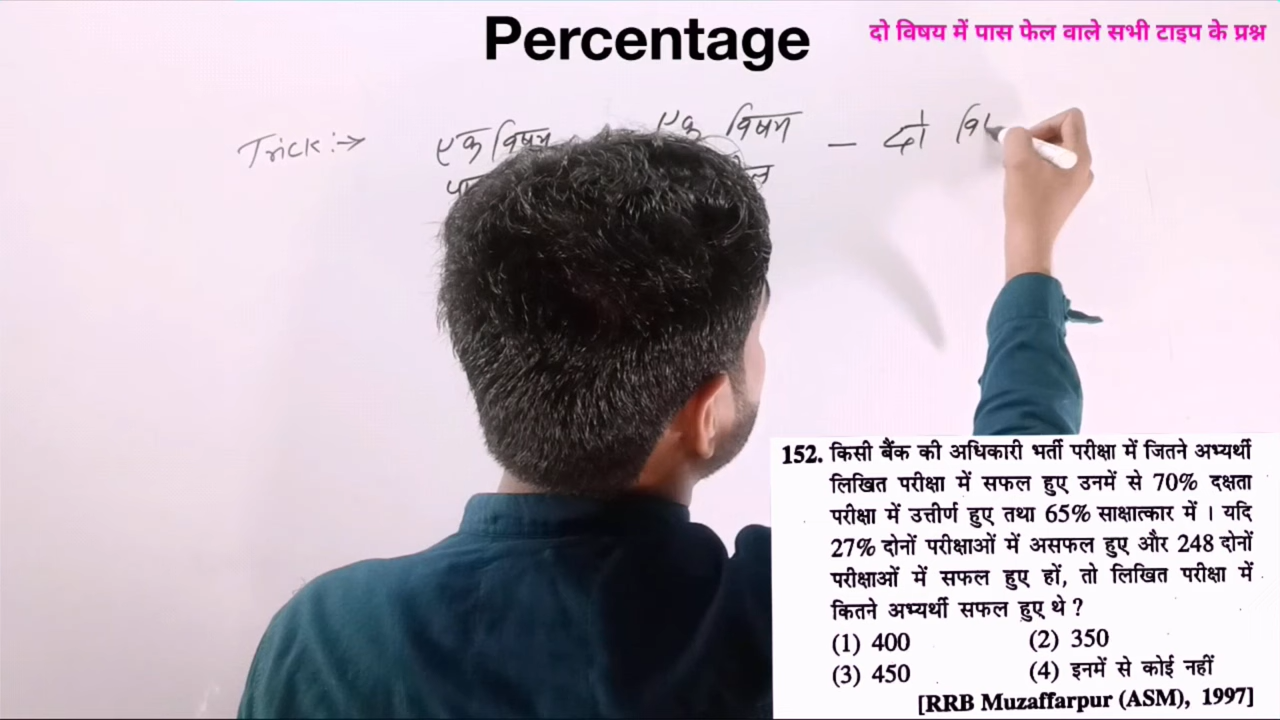 Percentage
दो विषय में पास फेल वाले सभी टाइप के प्रश्न
Trick:→ एक विषय एक विषय – दो
152. किसी बैंक की अधिकारी भर्ती परीक्षा में जितने अभ्यर्थी
लिखित परीक्षा में सफल हुए उनमें से 70% दक्षता
परीक्षा में उत्तीर्ण हुए तथा 65% साक्षात्कार में । यदि
27% दोनों परीक्षाओं में असफल हुए और 248 दोनों
परीक्षाओं में सफल हुए हों, तो लिखित परीक्षा में
कितने अभ्यर्थी सफल हुए थे ?
(1) 400 (2) 350
(3) 450 (4) इनमें से कोई नहीं
[RRB Muzaffarpur (ASM), 1997]